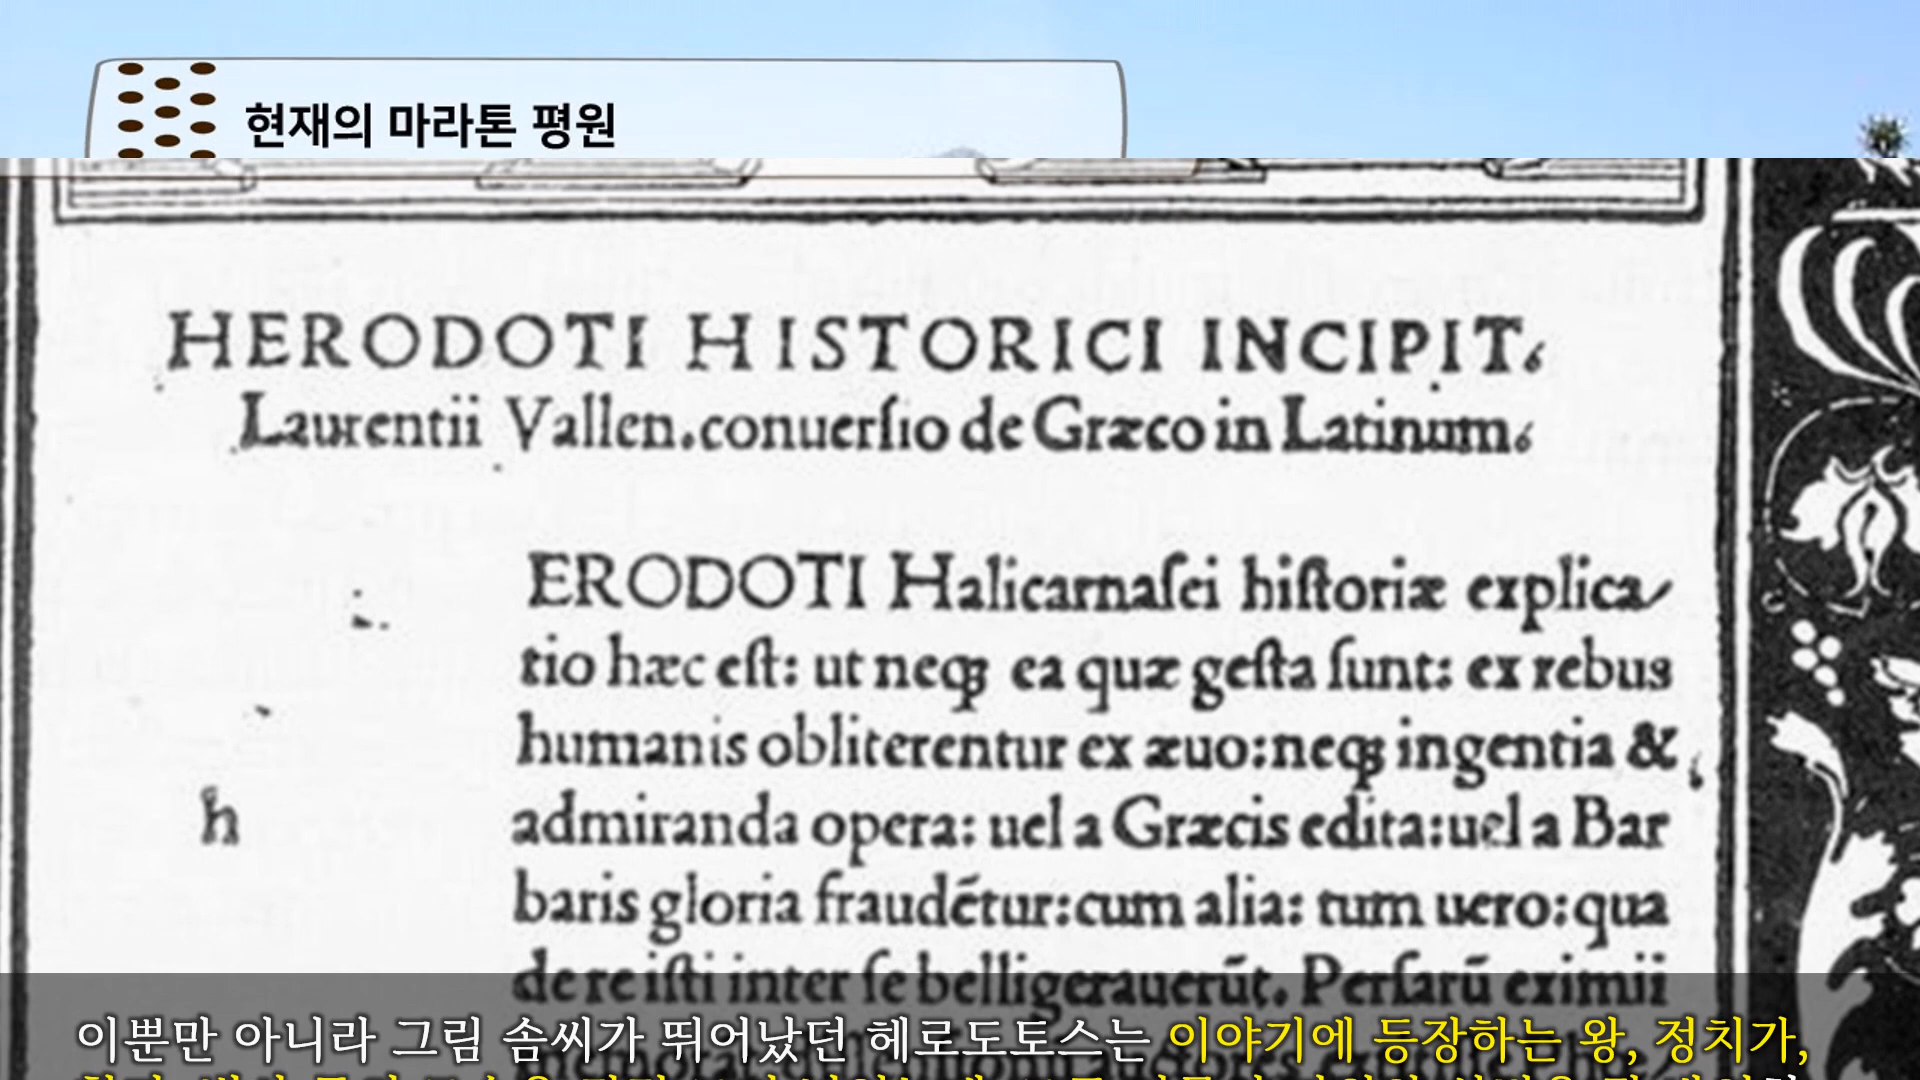 현재의 마라톤 평원
HERODOTI HISTORICI INCIPIT.
Laurentii Vallen.conuerſio de Græco in Latinum.
ERODOTI Halicarnaſei hiſtoriæ explica
tio hæc eſt: ut neqꝫ ea quæ geſta ſunt: ex rebus
humanis obliterentur ex æuo:neqꝫ ingentia &
h
admiranda opera: uel a Græcis edita:uel a Bar
baris gloria fraudētur:cum alia: tum uero:qua
de re iſti inter ſe belligerauerūt. Perſarū eximii
이뿐만 아니라 그림 솜씨가 뛰어났던 헤로도토스는 이야기에 등장하는 왕, 정치가,